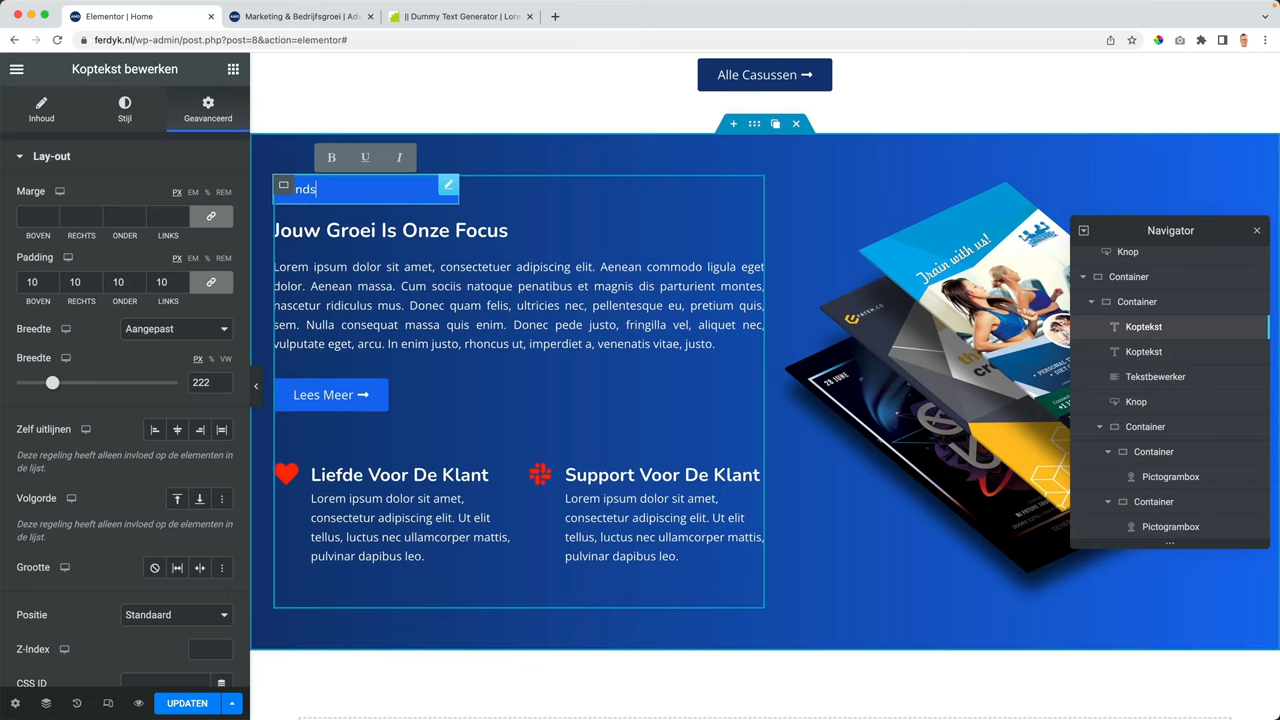 Elementor | Home
Marketing & Bedrijfsgroei | Adv
|| Dummy Text Generator | Lore
ferdyk.nl/wp-admin/post.php?post=8&action=elementor#
Koptekst bewerken
Inhoud
Stijl
Geavanceerd
Lay-out
Marge
PX EM % REM
BOVEN RECHTS ONDER LINKS
Padding
PX EM % REM
10 10 10 10
BOVEN RECHTS ONDER LINKS
Breedte
Aangepast
Breedte
PX % VW
222
Zelf uitlijnen
Deze regeling heeft alleen invloed op de elementen in
de lijst.
Volgorde
Deze regeling heeft alleen invloed op de elementen in
de lijst.
Grootte
Positie
Standaard
Z-Index
CSS ID
UPDATEN
Alle Casussen
B U I
nds
Jouw Groei Is Onze Focus
Lorem ipsum dolor sit amet, consectetuer adipiscing elit. Aenean commodo ligula eget
dolor. Aenean massa. Cum sociis natoque penatibus et magnis dis parturient montes,
nascetur ridiculus mus. Donec quam felis, ultricies nec, pellentesque eu, pretium quis,
sem. Nulla consequat massa quis enim. Donec pede justo, fringilla vel, aliquet nec,
vulputate eget, arcu. In enim justo, rhoncus ut, imperdiet a, venenatis vitae, justo.
Lees Meer
Liefde Voor De Klant
Lorem ipsum dolor sit amet,
consectetur adipiscing elit. Ut elit
tellus, luctus nec ullamcorper mattis,
pulvinar dapibus leo.
Support Voor De Klant
Lorem ipsum dolor sit amet,
consectetur adipiscing elit. Ut elit
tellus, luctus nec ullamcorper mattis,
pulvinar dapibus leo.
Train with us!
28 JUNE
Navigator
Knop
Container
Container
Koptekst
Koptekst
Tekstbewerker
Knop
Container
Container
Pictogrambox
Container
Pictogrambox